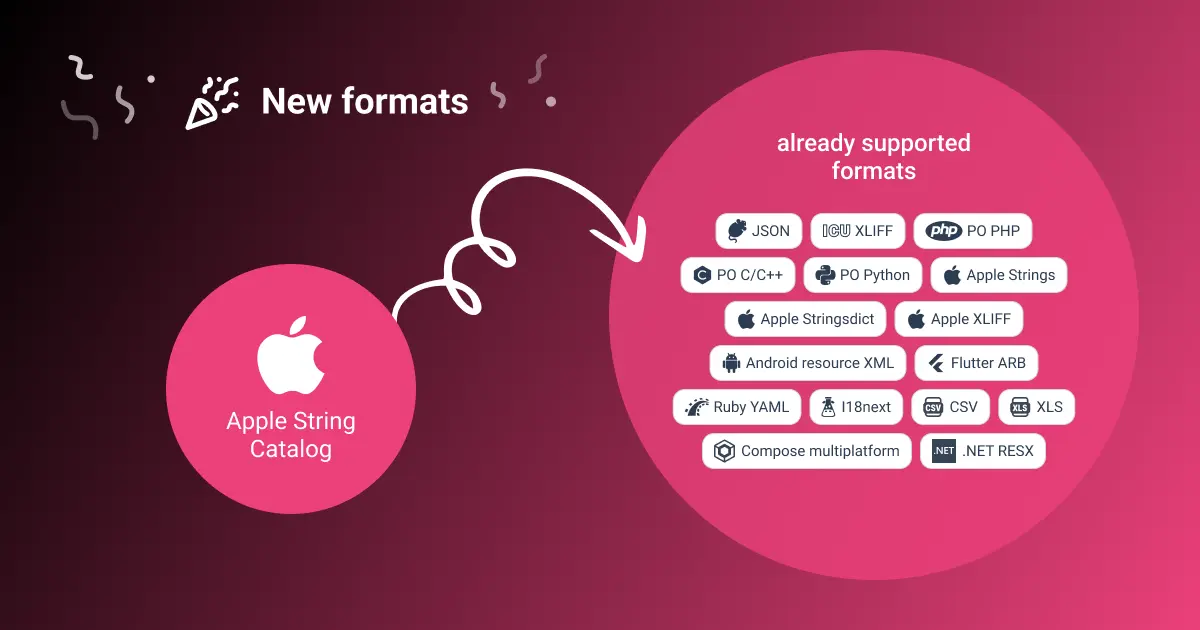 New formats
already supported
formats
JSON
ICU XLIFF
php PO PHP
C PO C/C++
PO Python
Apple Strings
Apple Stringsdict
Apple XLIFF
Android resource XML
Flutter ARB
Ruby YAML
I18next
CSV CSV
XLS XLS
Compose multiplatform
.NET .NET RESX
Apple String
Catalog